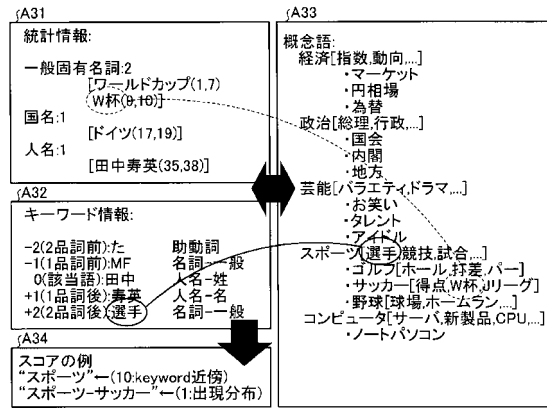 A31
統計情報:
一般固有名詞:2
[ワールドカップ(1,7)
W杯(9,10)]
国名:1
[ドイツ(17,19)]
人名:1
[田中寿英(35,38)]
A32
キーワード情報:
-2(2品詞前):た 助動詞
-1(1品詞前):MF 名詞-一般
0(該当語):田中 人名-姓
+1(1品詞後):寿英 人名-名
+2(2品詞後):選手 名詞-一般
A34
スコアの例
“スポーツ”←(10:keyword近傍)
“スポーツ-サッカー”←(1:出現分布)
A33
概念語:
経済[指数,動向,...]
・マーケット
・円相場
・為替
政治[総理,行政,...]
・国会
・内閣
・地方
芸能[バラエティ,ドラマ,...]
・お笑い
・タレント
・アイドル
スポーツ[選手,競技,試合,...]
・ゴルフ[ホール,打差,パー]
・サッカー[得点,W杯,Jリーグ]
・野球[球場,ホームラン,...]
コンピュータ[サーバ,新製品,CPU,...]
・ノートパソコン